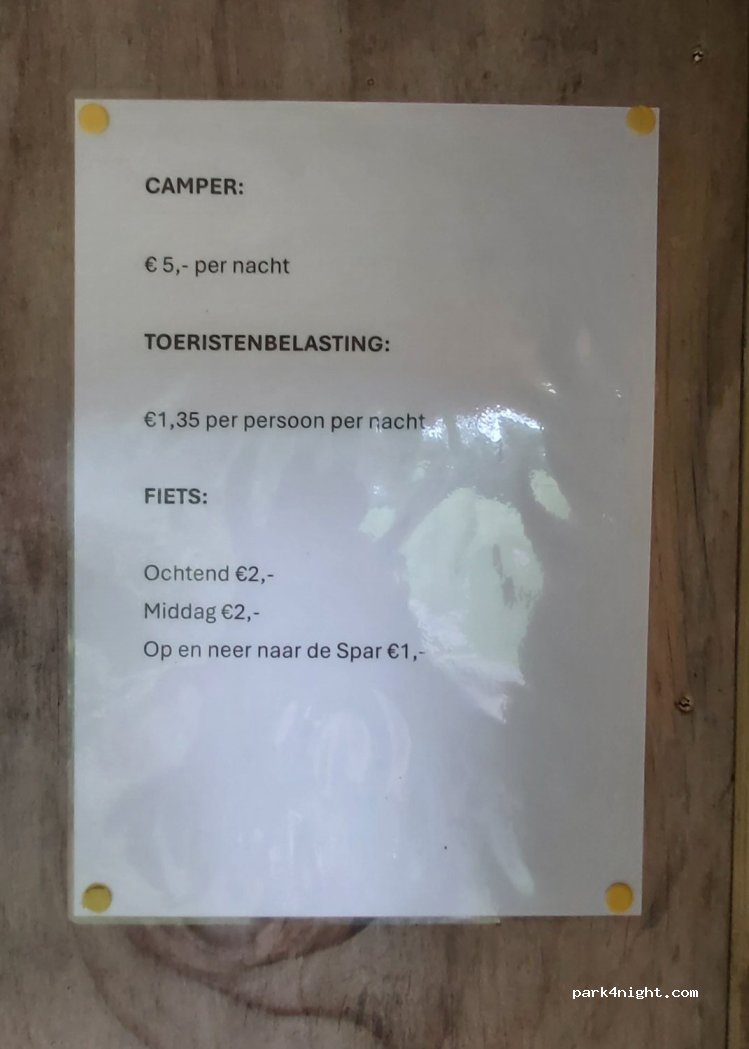 CAMPER:
€ 5,- per nacht
TOERISTENBELASTING:
€1,35 per persoon per nacht
FIETS:
Ochtend €2,-
Middag €2,-
Op en neer naar de Spar €1,-
park4night.com